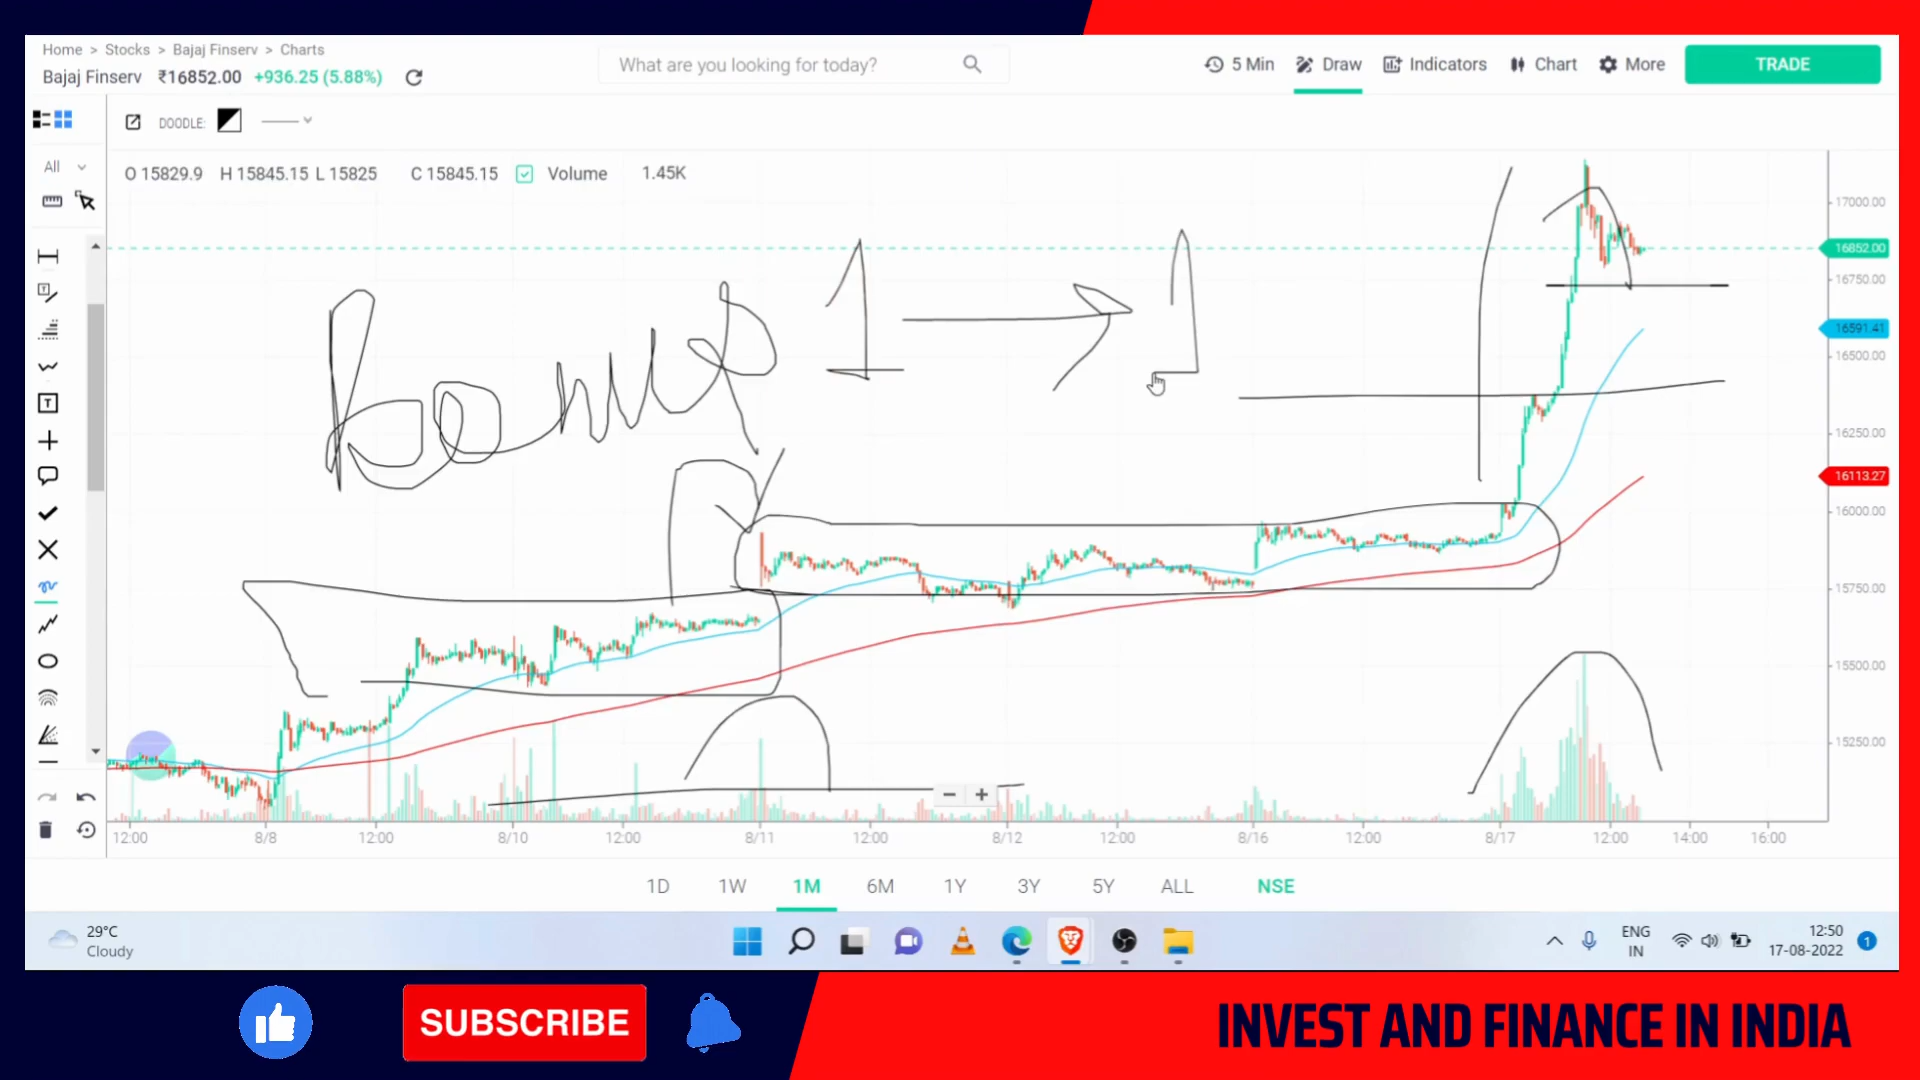 Home > Stocks > Bajaj Finserv > Charts
Bajaj Finserv ₹16852.00 +936.25 (5.88%)
What are you looking for today?
5 Min Draw Indicators Chart More TRADE
DOODLE:
All
O 15829.9 H 15845.15 L 15825 C 15845.15 Volume 1.45K
17000.00
16852.00
16750.00
16591.41
16500.00
16250.00
16113.27
16000.00
15750.00
15500.00
15250.00
Bonus 1 → 1
T
T
− +
12:00 8/8 12:00 8/10 12:00 8/11 12:00 8/12 12:00 8/16 12:00 8/17 12:00 14:00 16:00
1D 1W 1M 6M 1Y 3Y 5Y ALL NSE
29°C
Cloudy
ENG
IN
12:50
17-08-2022
1
SUBSCRIBE
INVEST AND FINANCE IN INDIA